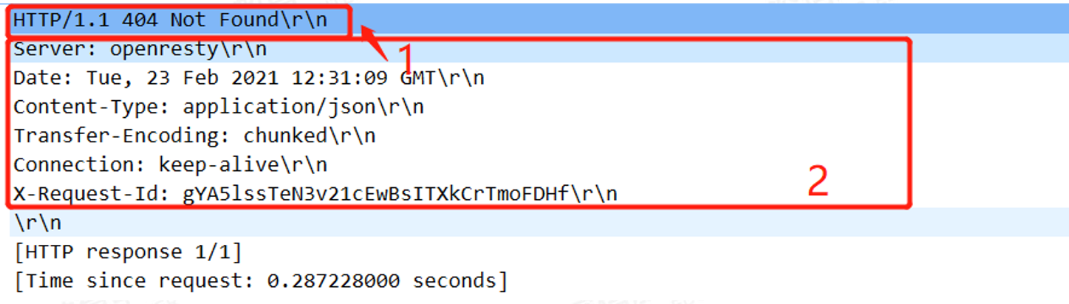 HTTP/1.1 404 Not Found\r\n
1
Server: openresty\r\n
Date: Tue, 23 Feb 2021 12:31:09 GMT\r\n
Content-Type: application/json\r\n
Transfer-Encoding: chunked\r\n
Connection: keep-alive\r\n
X-Request-Id: gYA5lssTeN3v21cEwBsITXkCrTmoFDHf\r\n
2
\r\n
[HTTP response 1/1]
[Time since request: 0.287228000 seconds]